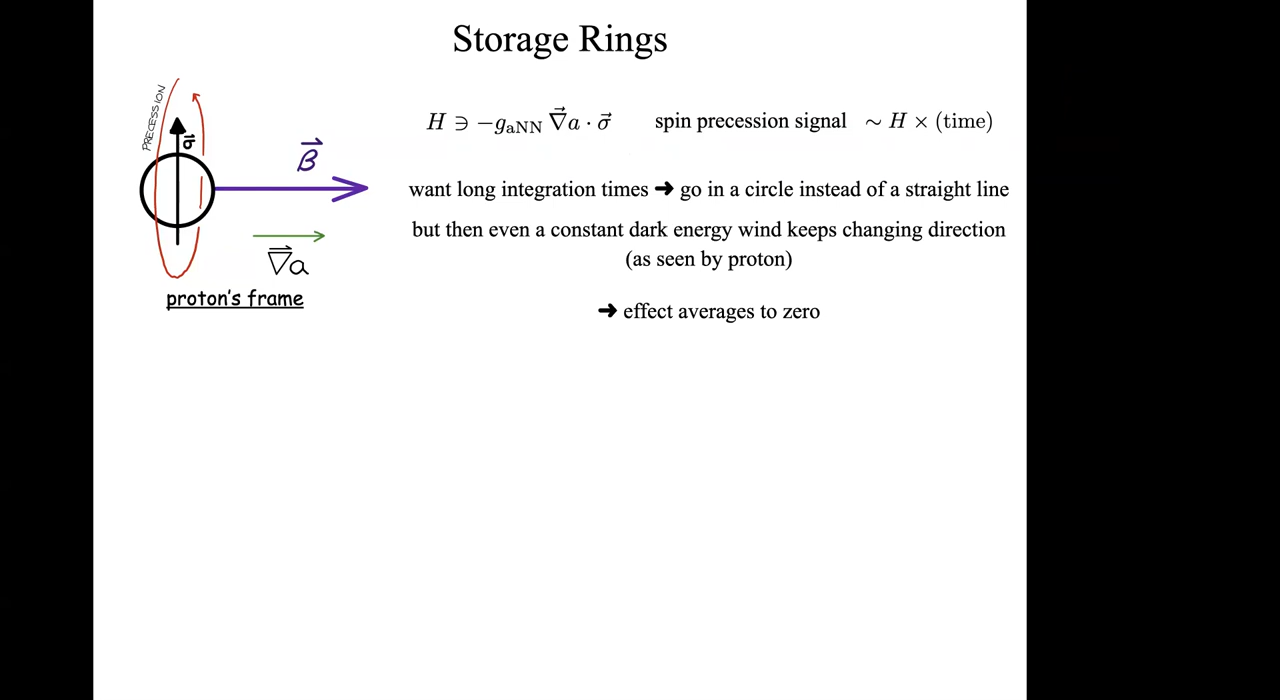 Storage Rings
PRECESSION
σ⃗
β⃗
∇⃗a
proton's frame
H ∋ −g_aNN ∇⃗a · σ⃗ spin precession signal ~ H × (time)
want long integration times ➜ go in a circle instead of a straight line
but then even a constant dark energy wind keeps changing direction
(as seen by proton)
➜ effect averages to zero